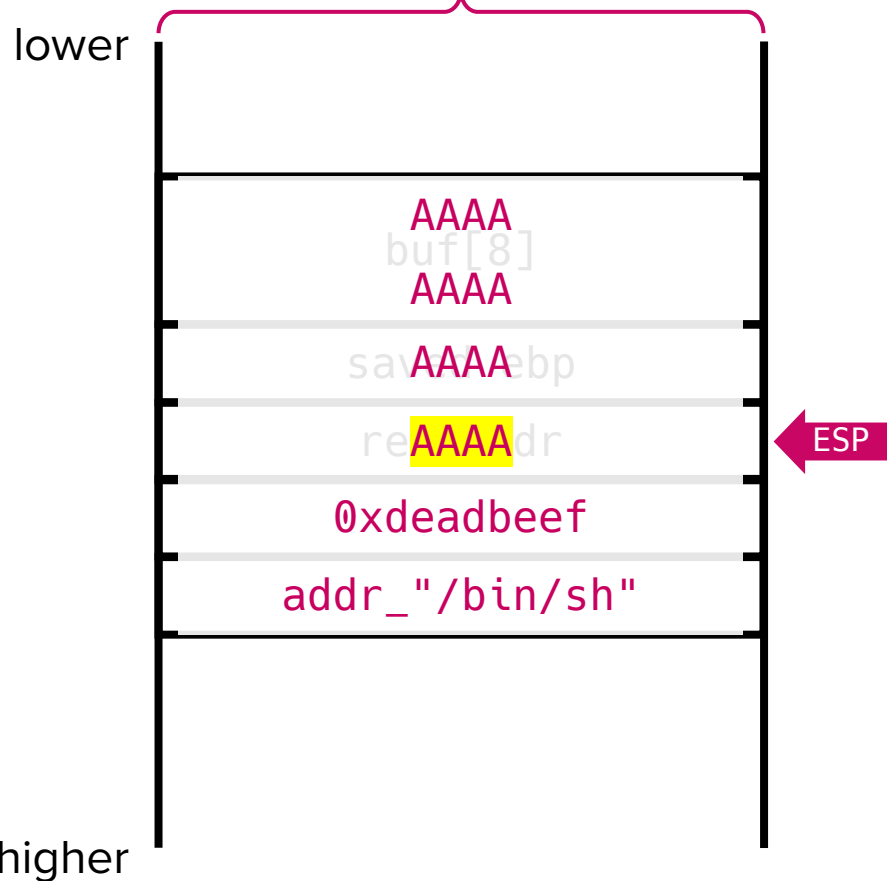 lower
AAAA
buf[8]
AAAA
AAAA
AAAA
ESP
0xdeadbeef
addr_"/bin/sh"
higher